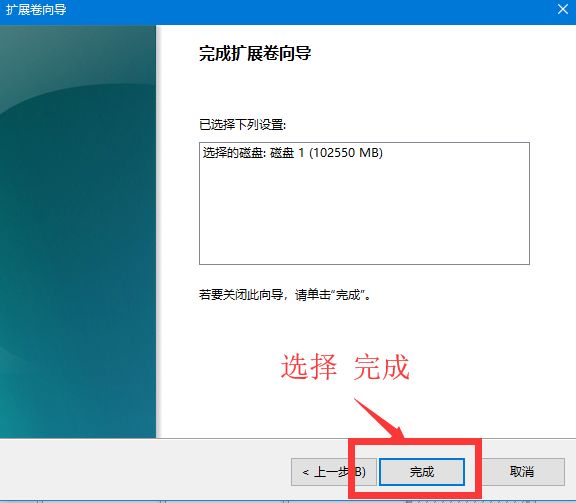 扩展卷向导
完成扩展卷向导
已选择下列设置:
选择的磁盘: 磁盘 1 (102550 MB)
若要关闭此向导，请单击“完成”。
选择 完成
< 上一步(B) 完成 取消